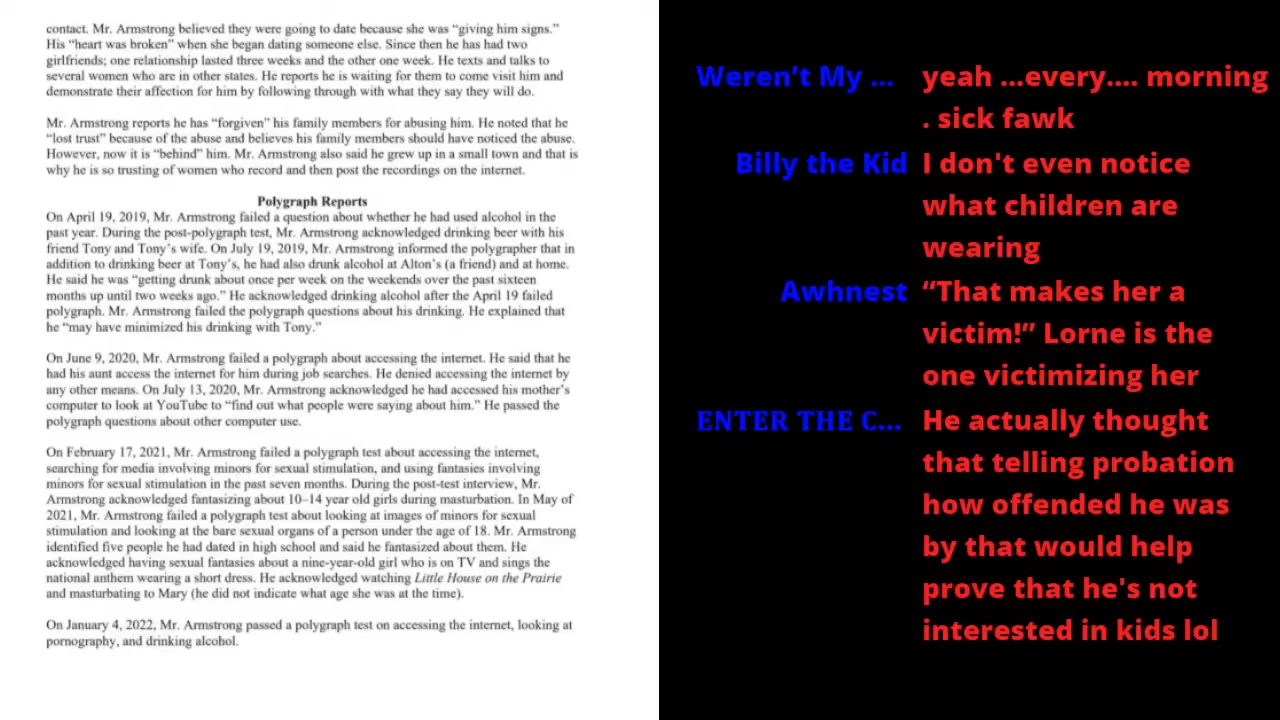 contact. Mr. Armstrong believed they were going to date because she was “giving him signs.”
His “heart was broken” when she began dating someone else. Since then he has had two
girlfriends; one relationship lasted three weeks and the other one week. He texts and talks to
several women who are in other states. He reports he is waiting for them to come visit him and
demonstrate their affection for him by following through with what they say they will do.
Mr. Armstrong reports he has “forgiven” his family members for abusing him. He noted that he
“lost trust” because of the abuse and believes his family members should have noticed the abuse.
However, now it is “behind” him. Mr. Armstrong also said he grew up in a small town and that is
why he is so trusting of women who record and then post the recordings on the internet.
Polygraph Reports
On April 19, 2019, Mr. Armstrong failed a question about whether he had used alcohol in the
past year. During the post-polygraph test, Mr. Armstrong acknowledged drinking beer with his
friend Tony and Tony’s wife. On July 19, 2019, Mr. Armstrong informed the polygrapher that in
addition to drinking beer at Tony’s, he had also drunk alcohol at Alton’s (a friend) and at home.
He said he was “getting drunk about once per week on the weekends over the past sixteen
months up until two weeks ago.” He acknowledged drinking alcohol after the April 19 failed
polygraph. Mr. Armstrong failed the polygraph questions about his drinking. He explained that
he “may have minimized his drinking with Tony.”
On June 9, 2020, Mr. Armstrong failed a polygraph about accessing the internet. He said that he
had his aunt access the internet for him during job searches. He denied accessing the internet by
any other means. On July 13, 2020, Mr. Armstrong acknowledged he had accessed his mother’s
computer to look at YouTube to “find out what people were saying about him.” He passed the
polygraph questions about other computer use.
On February 17, 2021, Mr. Armstrong failed a polygraph test about accessing the internet,
searching for media involving minors for sexual stimulation, and using fantasies involving
minors for sexual stimulation in the past seven months. During the post-test interview, Mr.
Armstrong acknowledged fantasizing about 10–14 year old girls during masturbation. In May of
2021, Mr. Armstrong failed a polygraph test about looking at images of minors for sexual
stimulation and looking at the bare sexual organs of a person under the age of 18. Mr. Armstrong
identified five people he had dated in high school and said he fantasized about them. He
acknowledged having sexual fantasies about a nine-year-old girl who is on TV and sings the
national anthem wearing a short dress. He acknowledged watching Little House on the Prairie
and masturbating to Mary (he did not indicate what age she was at the time).
On January 4, 2022, Mr. Armstrong passed a polygraph test on accessing the internet, looking at
pornography, and drinking alcohol.
Weren’t My ... yeah ...every.... morning
. sick fawk
Billy the Kid I don't even notice
what children are
wearing
Awhnest “That makes her a
victim!” Lorne is the
one victimizing her
ENTER THE C... He actually thought
that telling probation
how offended he was
by that would help
prove that he's not
interested in kids lol